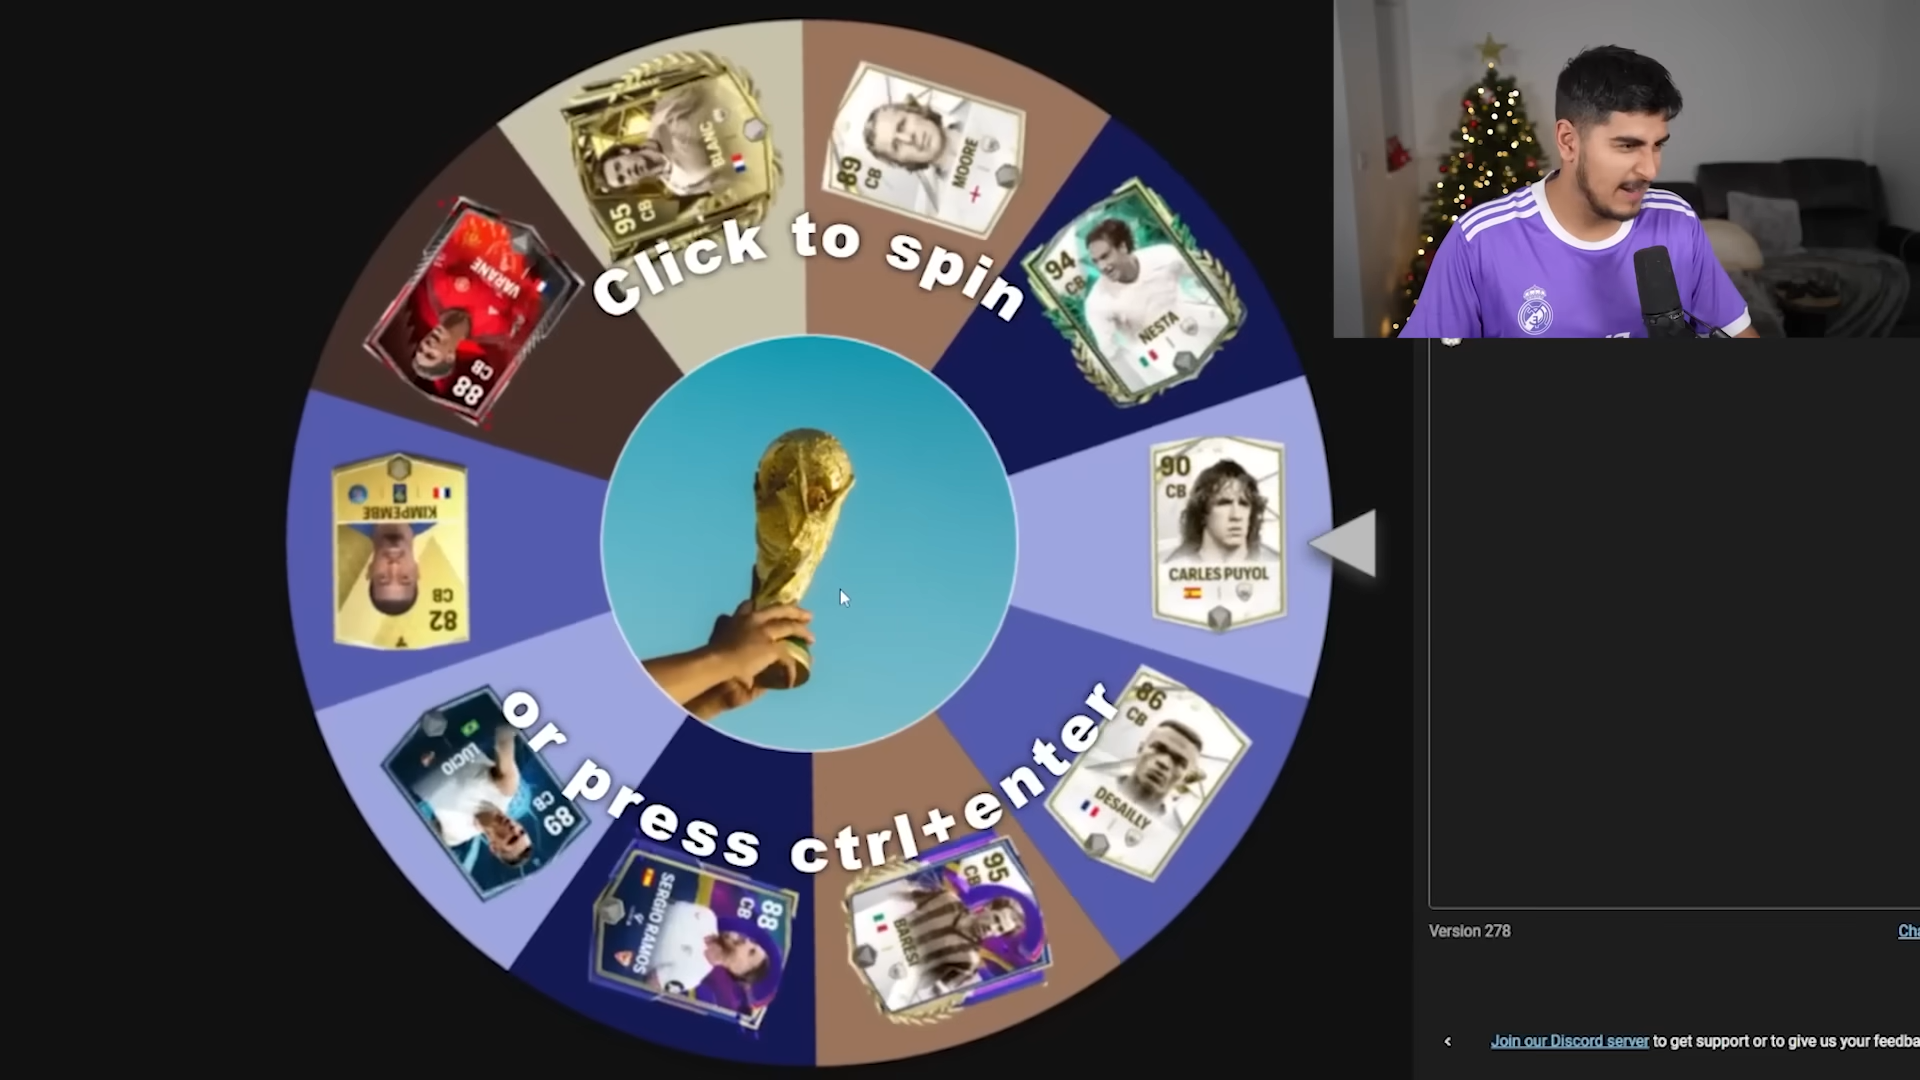 95
CB
BLANC
89
CB
MOORE
Click to spin
94
CB
NESTA
88
CB
VARANE
90
CB
CARLES PUYOL
82
CB
KIMPEMBE
86
CB
DESAILLY
89
CB
LÚCIO
or press ctrl+enter
88
CB
SERGIO RAMOS
95
CB
BARESI
Version 278
Cha
Join our Discord server to get support or to give us your feedba